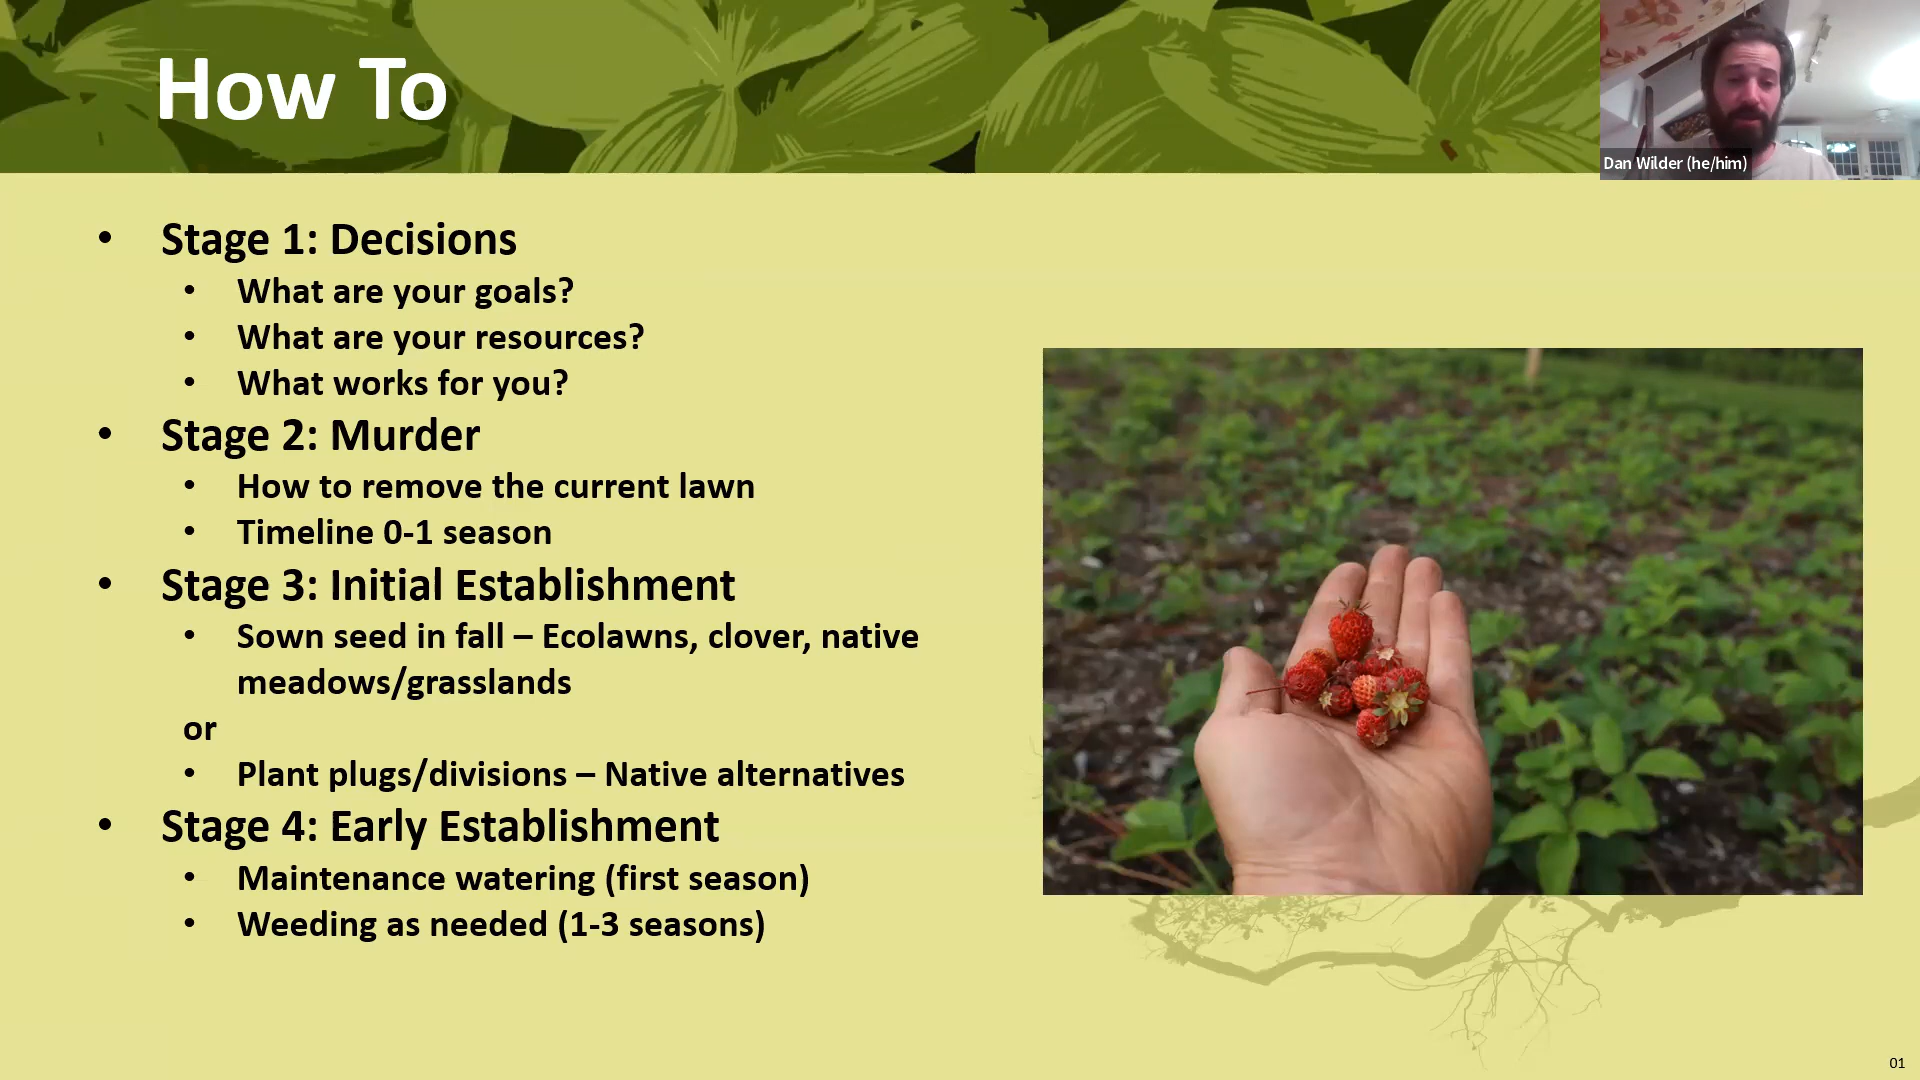 How To
Dan Wilder (he/him)
• Stage 1: Decisions
• What are your goals?
• What are your resources?
• What works for you?
• Stage 2: Murder
• How to remove the current lawn
• Timeline 0-1 season
• Stage 3: Initial Establishment
• Sown seed in fall – Ecolawns, clover, native
meadows/grasslands
or
• Plant plugs/divisions – Native alternatives
• Stage 4: Early Establishment
• Maintenance watering (first season)
• Weeding as needed (1-3 seasons)
01